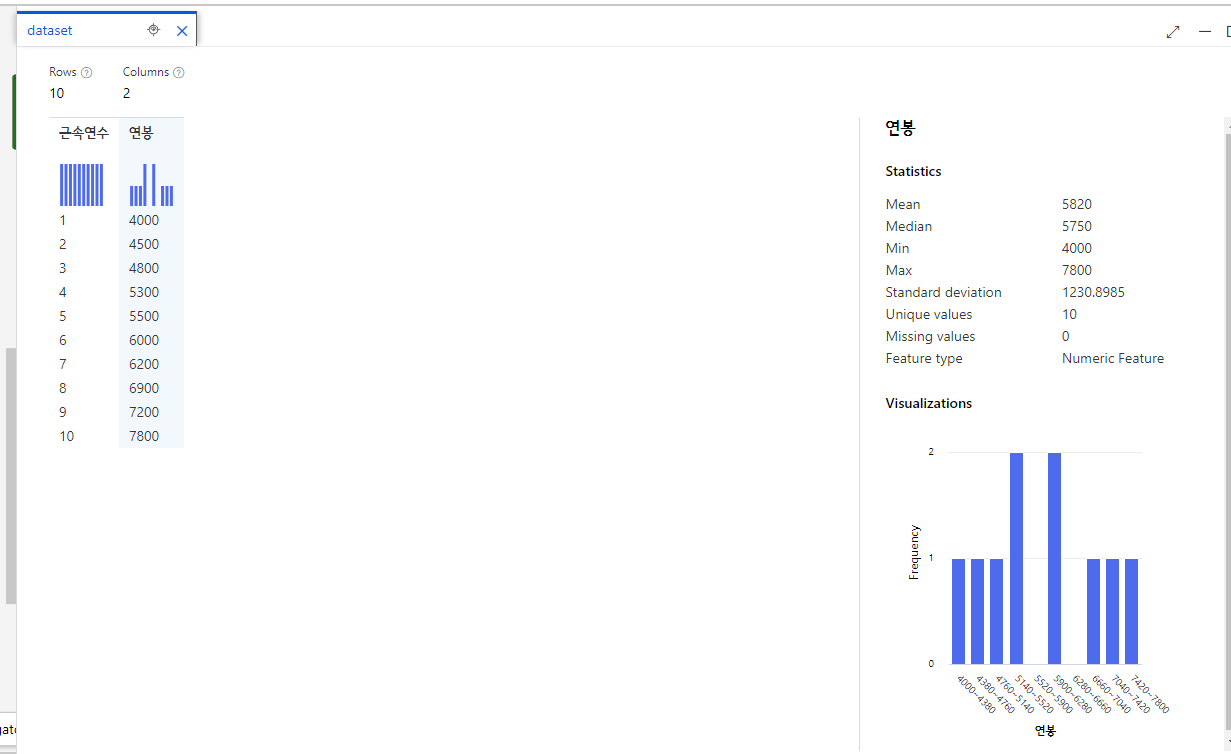 dataset
Rows
Columns
10
2
근속연수 연봉
1 4000
2 4500
3 4800
4 5300
5 5500
6 6000
7 6200
8 6900
9 7200
10 7800
연봉
Statistics
Mean 5820
Median 5750
Min 4000
Max 7800
Standard deviation 1230.8985
Unique values 10
Missing values 0
Feature type Numeric Feature
Visualizations
2
1
0
Frequency
4000~4380
4380~4760
4760~5140
5140~5520
5520~5900
5900~6280
6280~6660
6660~7040
7040~7420
7420~7800
연봉